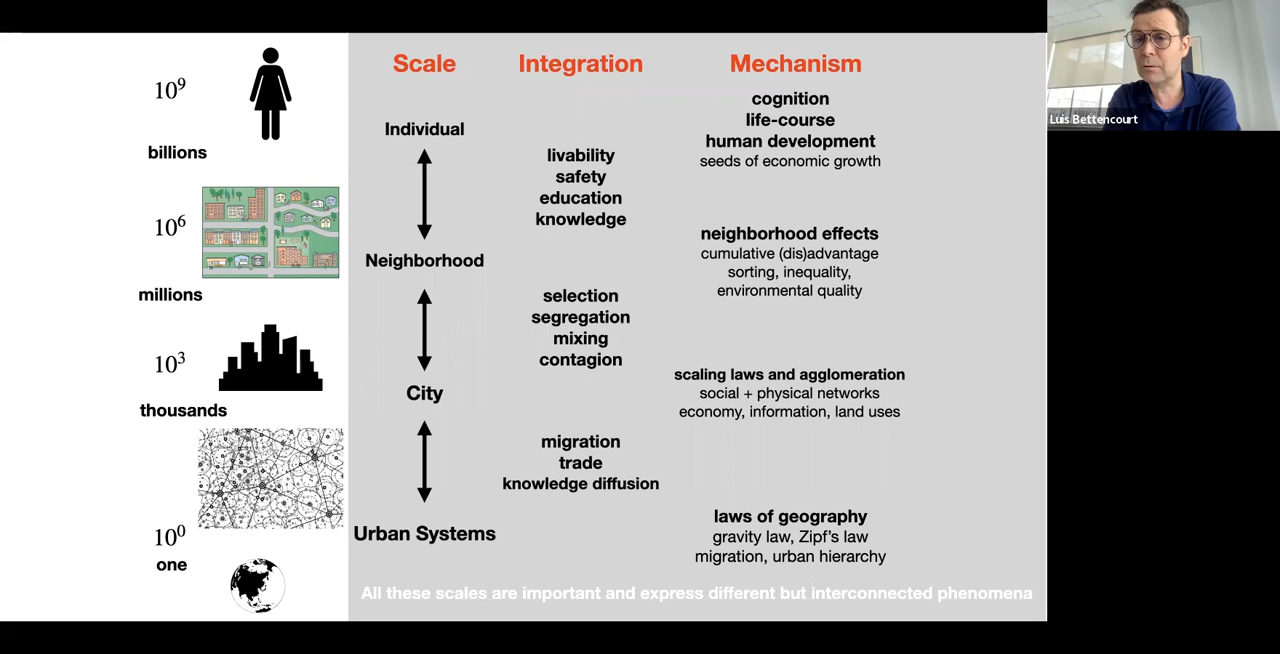 Scale
Integration
Mechanism
10⁹
billions
Individual
cognition
life-course
human development
seeds of economic growth
livability
safety
education
knowledge
10⁶
millions
Neighborhood
neighborhood effects
cumulative (dis)advantage
sorting, inequality,
environmental quality
selection
segregation
mixing
contagion
10³
thousands
City
scaling laws and agglomeration
social + physical networks
economy, information, land uses
migration
trade
knowledge diffusion
10⁰
one
Urban Systems
laws of geography
gravity law, Zipf's law
migration, urban hierarchy
All these scales are important and express different but interconnected phenomena
Luis Bettencourt